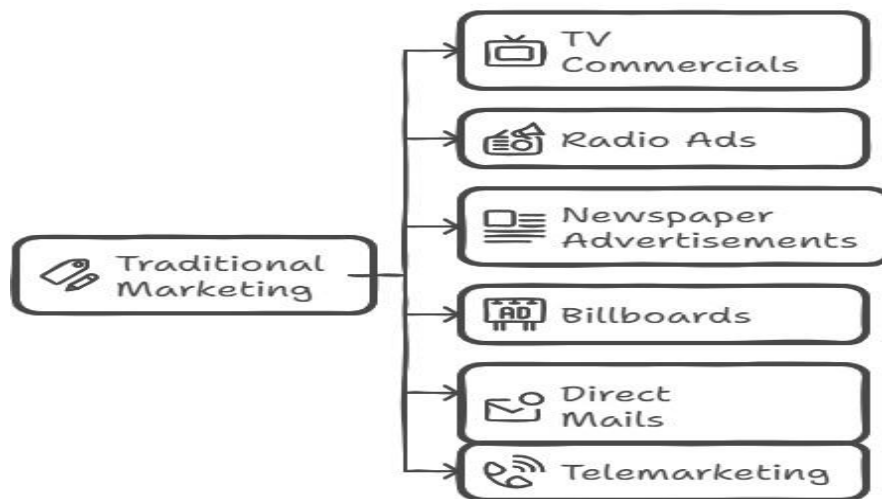 TV
Commercials
Radio Ads
Newspaper
Advertisements
Traditional
Marketing
AD
Billboards
Direct
Mails
Telemarketing